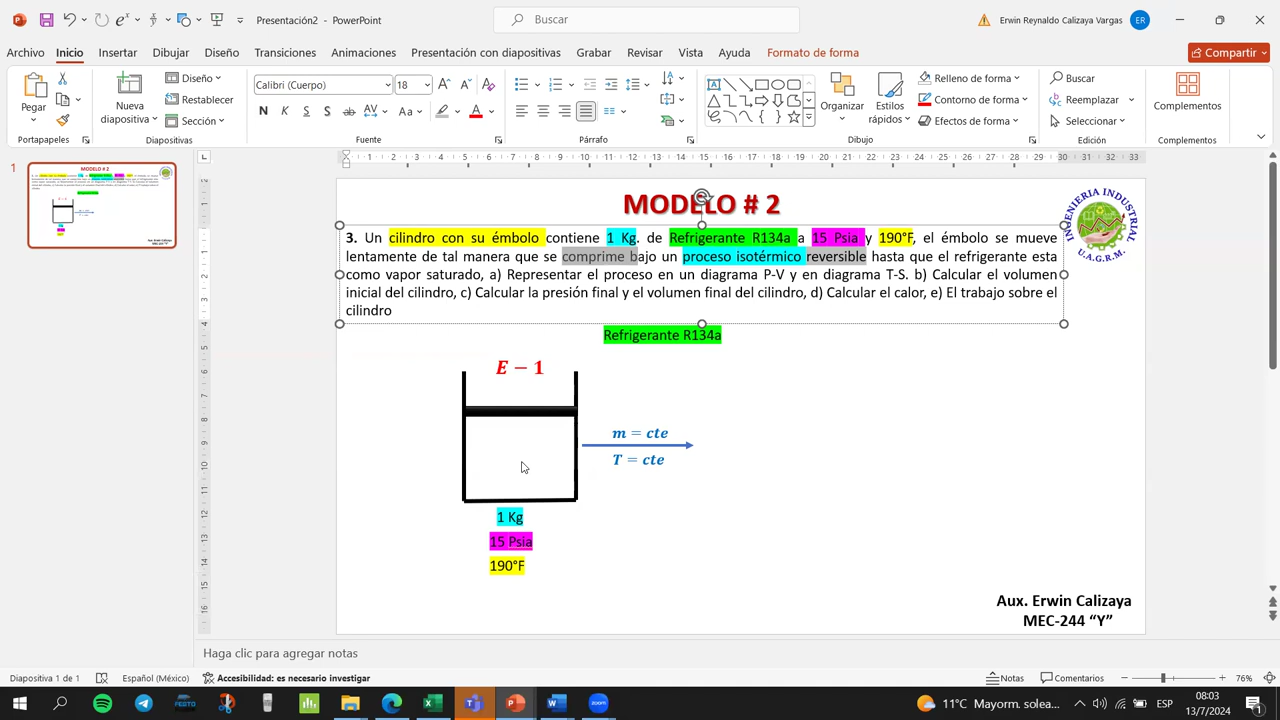 Presentación2 - PowerPoint
Buscar
Erwin Reynaldo Calizaya Vargas
ER
Archivo Inicio Insertar Dibujar Diseño Transiciones Animaciones Presentación con diapositivas Grabar Revisar Vista Ayuda Formato de forma
Compartir
Pegar
Nueva diapositiva
Diseño
Restablecer
Sección
Calibri (Cuerpo) 18
N K S S ab AV Aa A
Organizar
Estilos rápidos
Relleno de forma
Contorno de forma
Efectos de forma
Buscar
Reemplazar
Seleccionar
Complementos
Portapapeles Diapositivas Fuente Párrafo Dibujo Edición Complementos
1
MODELO # 2
3. Un cilindro con su émbolo contiene 1 Kg. de Refrigerante R134a a 15 Psia y 190°F, el émbolo se mueve
lentamente de tal manera que se comprime bajo un proceso isotérmico reversible hasta que el refrigerante esta
como vapor saturado, a) Representar el proceso en un diagrama P-V y en diagrama T-S. b) Calcular el volumen
inicial del cilindro, c) Calcular la presión final y el volumen final del cilindro, d) Calcular el calor, e) El trabajo sobre el
cilindro
INGENIERIA INDUSTRIAL
U.A.G.R.M.
Refrigerante R134a
E − 1
m = cte
T = cte
1 Kg
15 Psia
190°F
Aux. Erwin Calizaya
MEC-244 “Y”
Haga clic para agregar notas
Diapositiva 1 de 1 Español (México) Accesibilidad: es necesario investigar Notas Comentarios 76%
FESTO
11°C Mayorm. solea... ESP
08:03
13/7/2024